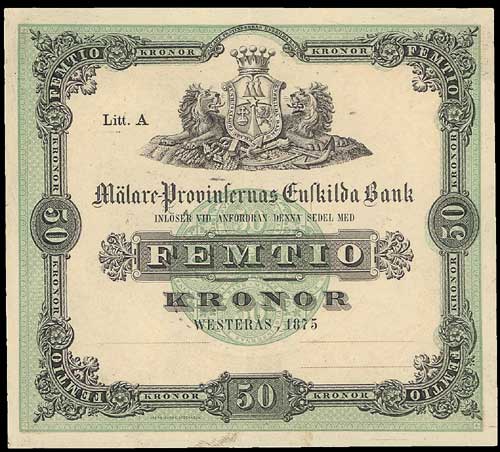 FEMTIO KRONOR KRONOR FEMTIO
Litt. A
Mälare-Provinsernas Enskilda Bank
INLÖSER VID ANFORDRAN DENNA SEDEL MED
50 FEMTIO 50
KRONOR
WESTERÅS, 1875
FEMTIO KRONOR 50 KRONOR FEMTIO